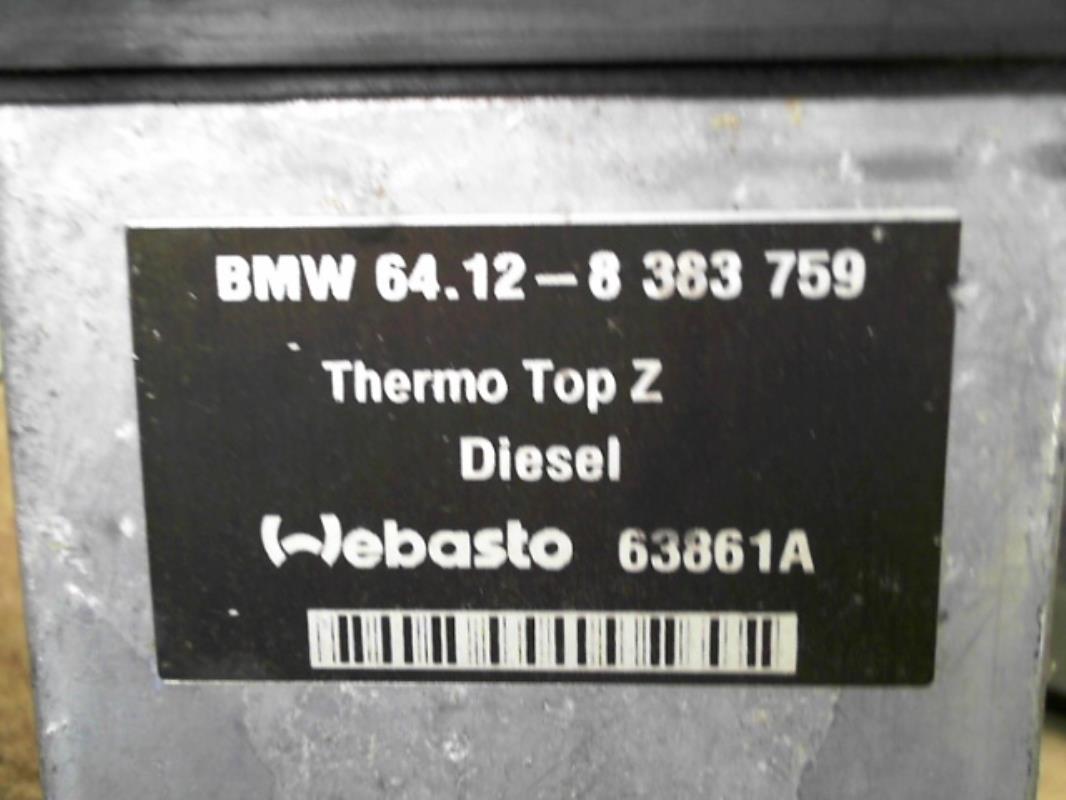 BMW 64.12-8 383 759
Thermo Top Z
Diesel
Webasto 63861A